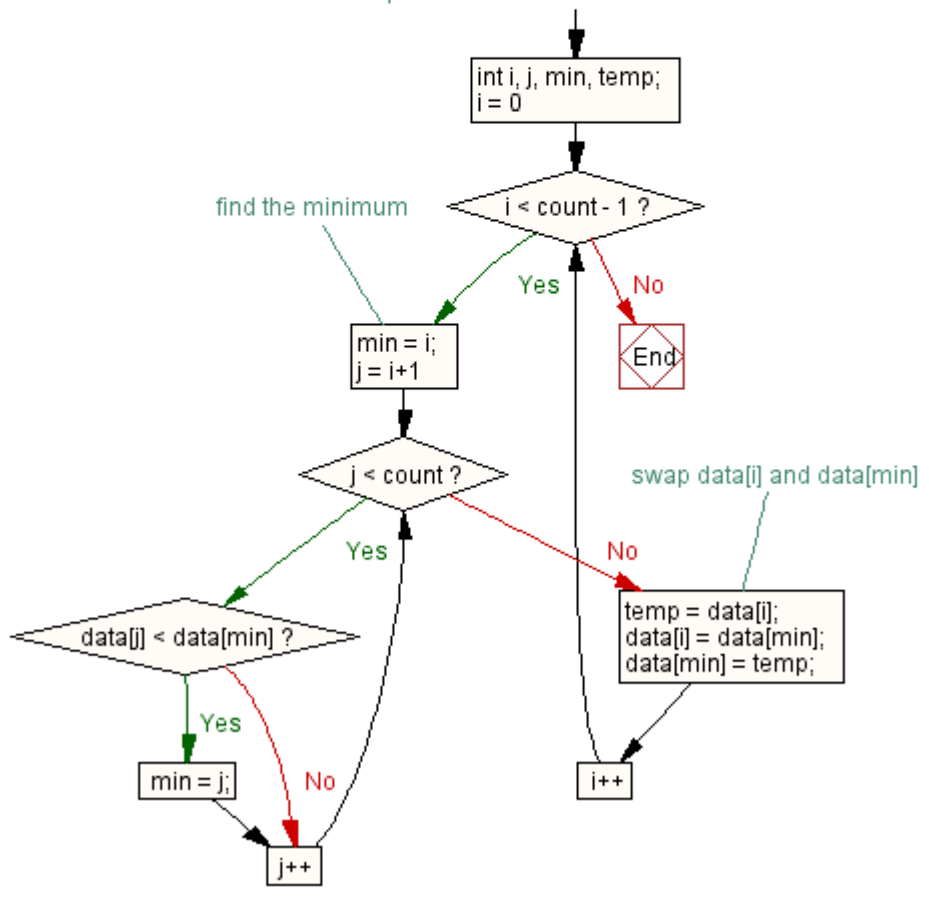 int i, j, min, temp;
i = 0
i < count - 1 ?
find the minimum
Yes
No
min = i;
j = i+1
End
j < count ?
swap data[i] and data[min]
Yes
No
temp = data[i];
data[i] = data[min];
data[min] = temp;
data[j] < data[min] ?
Yes
No
min = j;
i++
j++